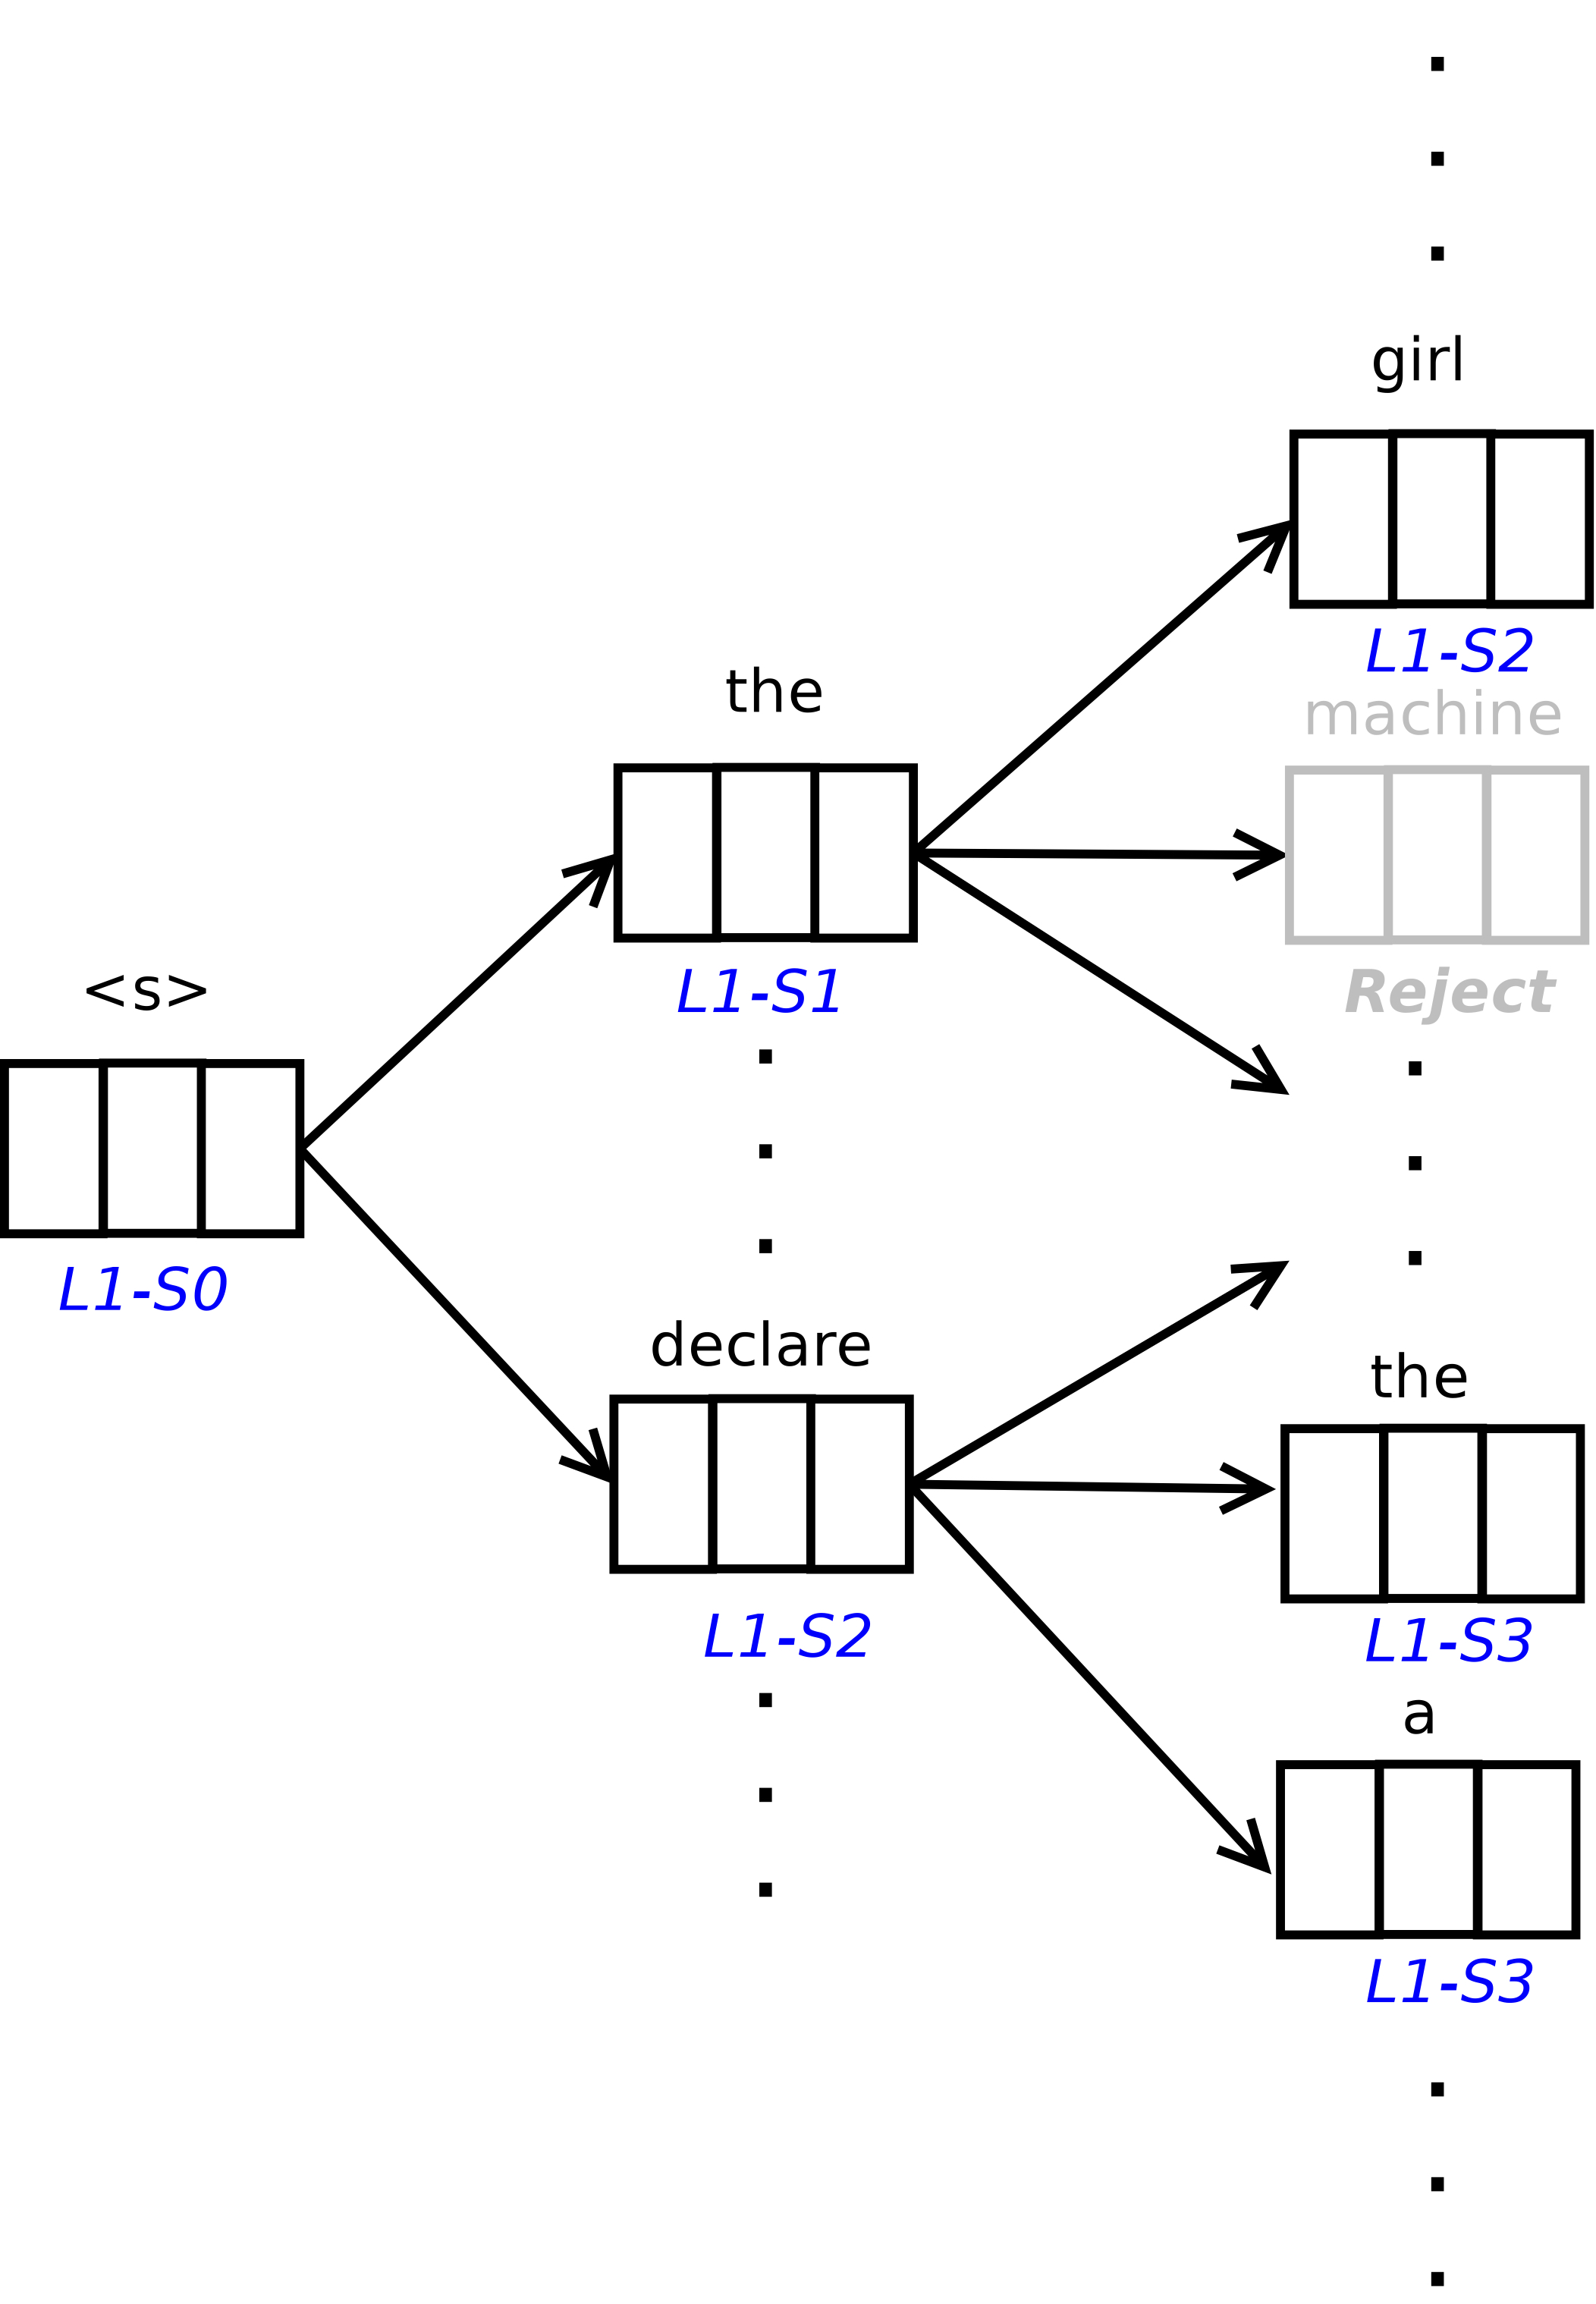 girl
L1-S2
machine
the
Reject
L1-S1
<s>
L1-S0
declare
the
L1-S2
L1-S3
a
L1-S3